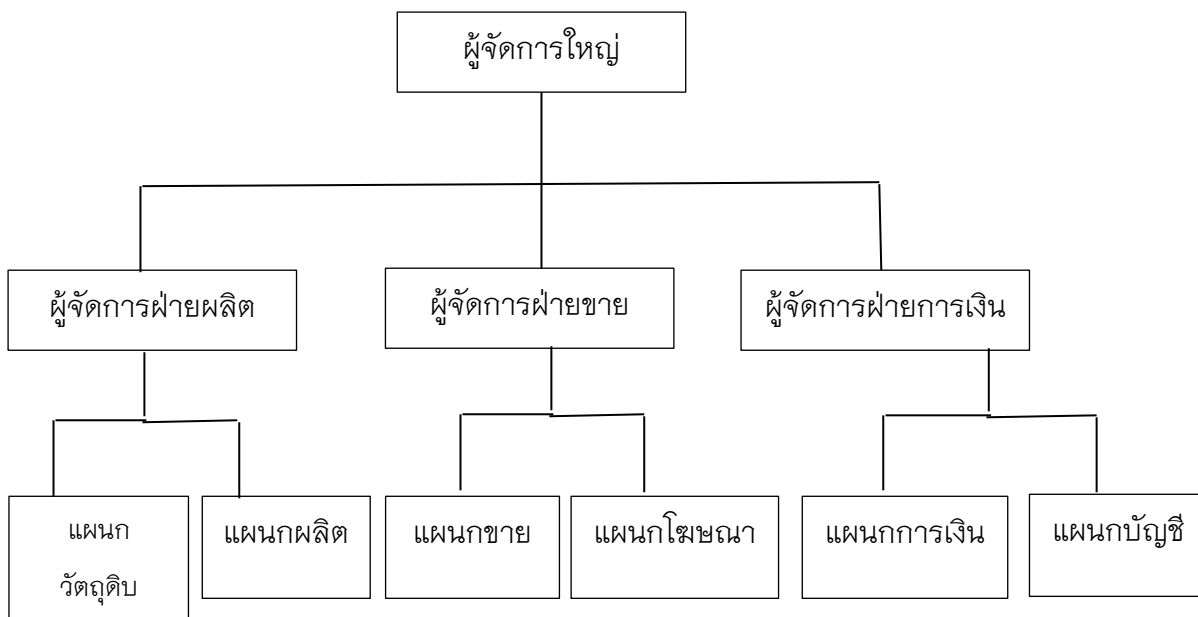 ผู้จัดการใหญ่
ผู้จัดการฝ่ายผลิต
ผู้จัดการฝ่ายขาย
ผู้จัดการฝ่ายการเงิน
แผนก
วัตถุดิบ
แผนกผลิต
แผนกขาย
แผนกโฆษณา
แผนกการเงิน
แผนกบัญชี